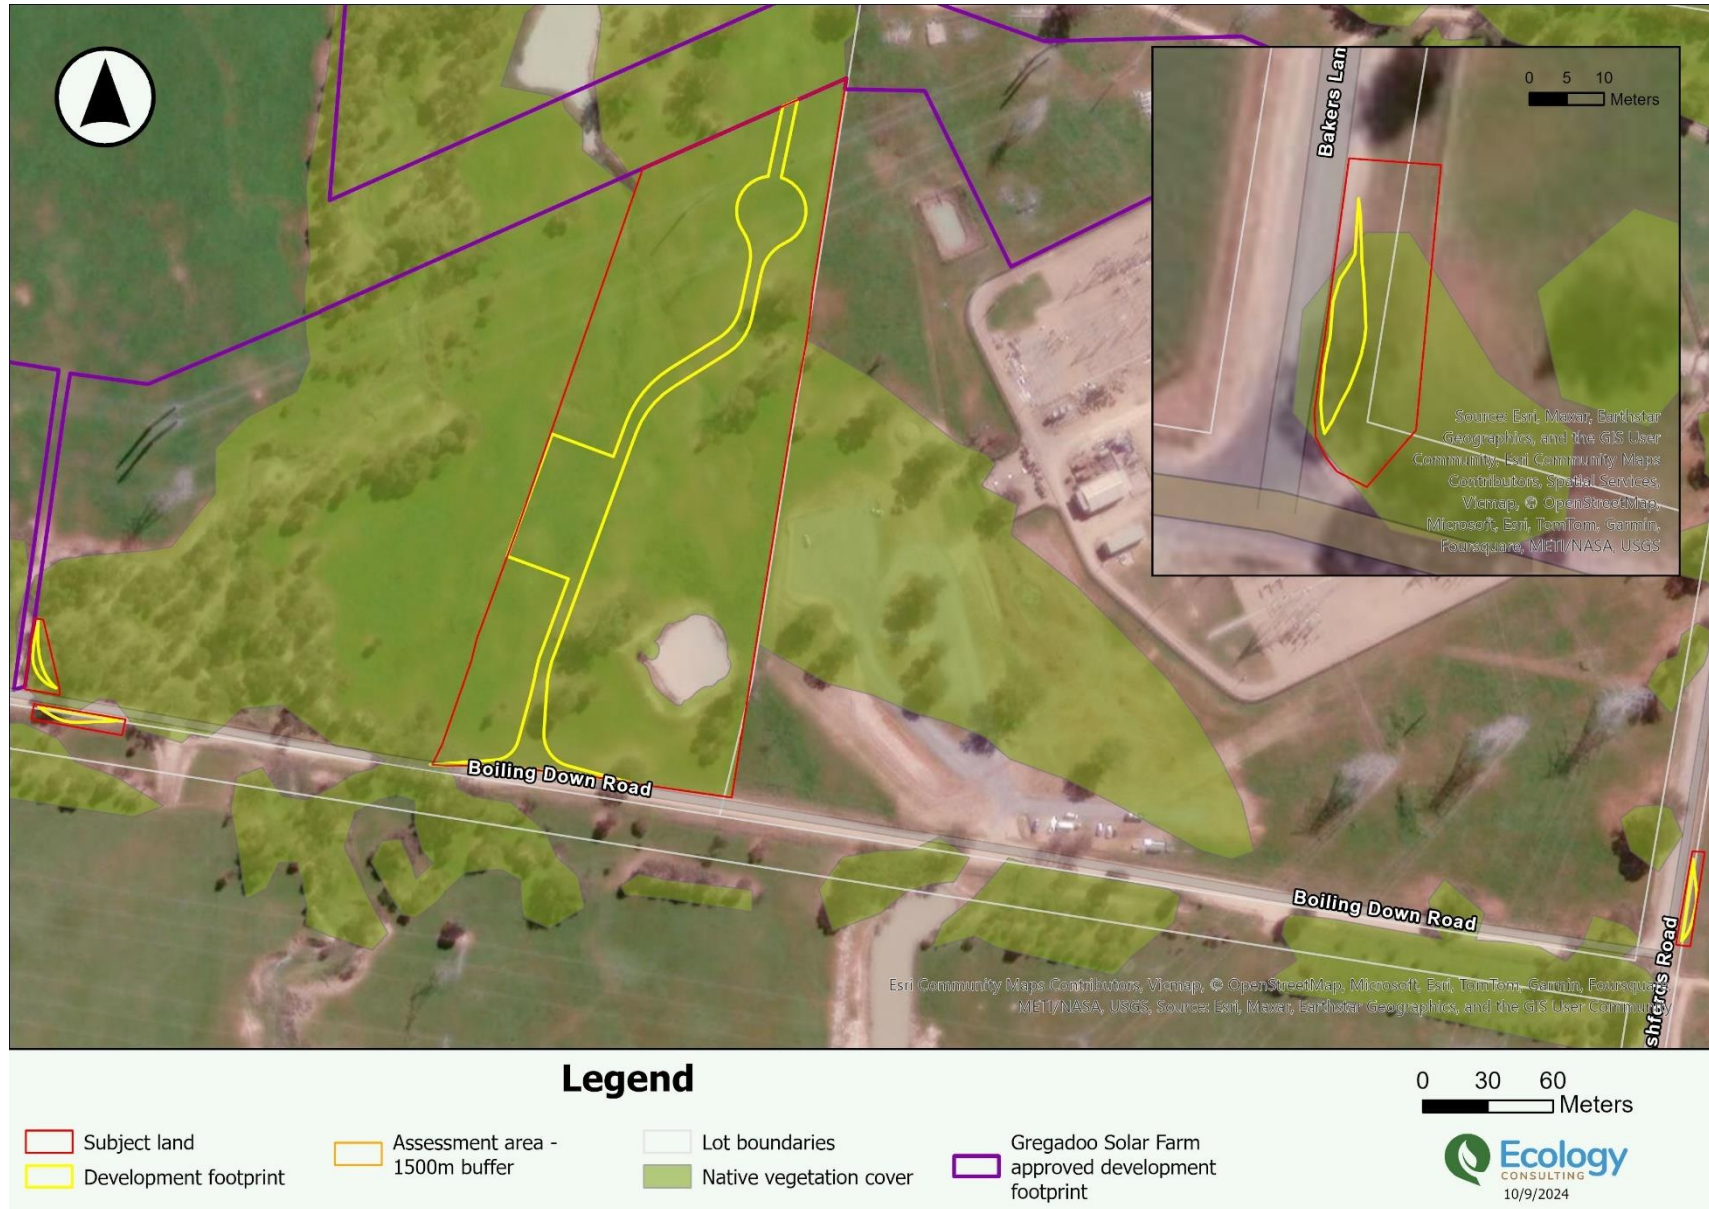 Bakers Lan
0 5 10
Meters
Source: Esri, Maxar, Earthstar
Geographics, and the GIS User
Community, Esri Community Maps
Contributors, Spatial Services,
Vicmap, © OpenStreetMap,
Microsoft, Esri, TomTom, Garmin,
Foursquare, METI/NASA, USGS
Boiling Down Road
Boiling Down Road
shfords Road
Esri Community Maps Contributors, Vicmap, © OpenStreetMap, Microsoft, Esri, TomTom, Garmin, Foursquare,
METI/NASA, USGS, Source: Esri, Maxar, Earthstar Geographics, and the GIS User Community
Legend
Subject land
Development footprint
Assessment area -
1500m buffer
Lot boundaries
Native vegetation cover
Gregadoo Solar Farm
approved development
footprint
0 30 60
Meters
Ecology
CONSULTING
10/9/2024